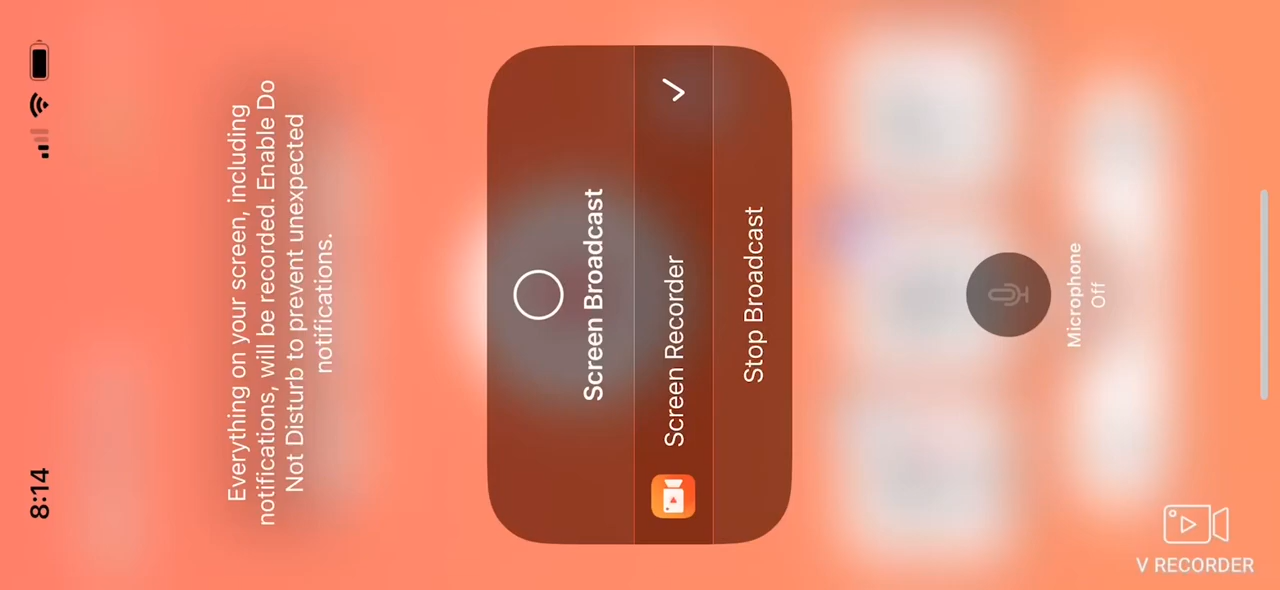 8:14
Everything on your screen, including
notifications, will be recorded. Enable Do
Not Disturb to prevent unexpected
notifications.
Screen Broadcast
Screen Recorder
Stop Broadcast
Microphone
Off
V RECORDER